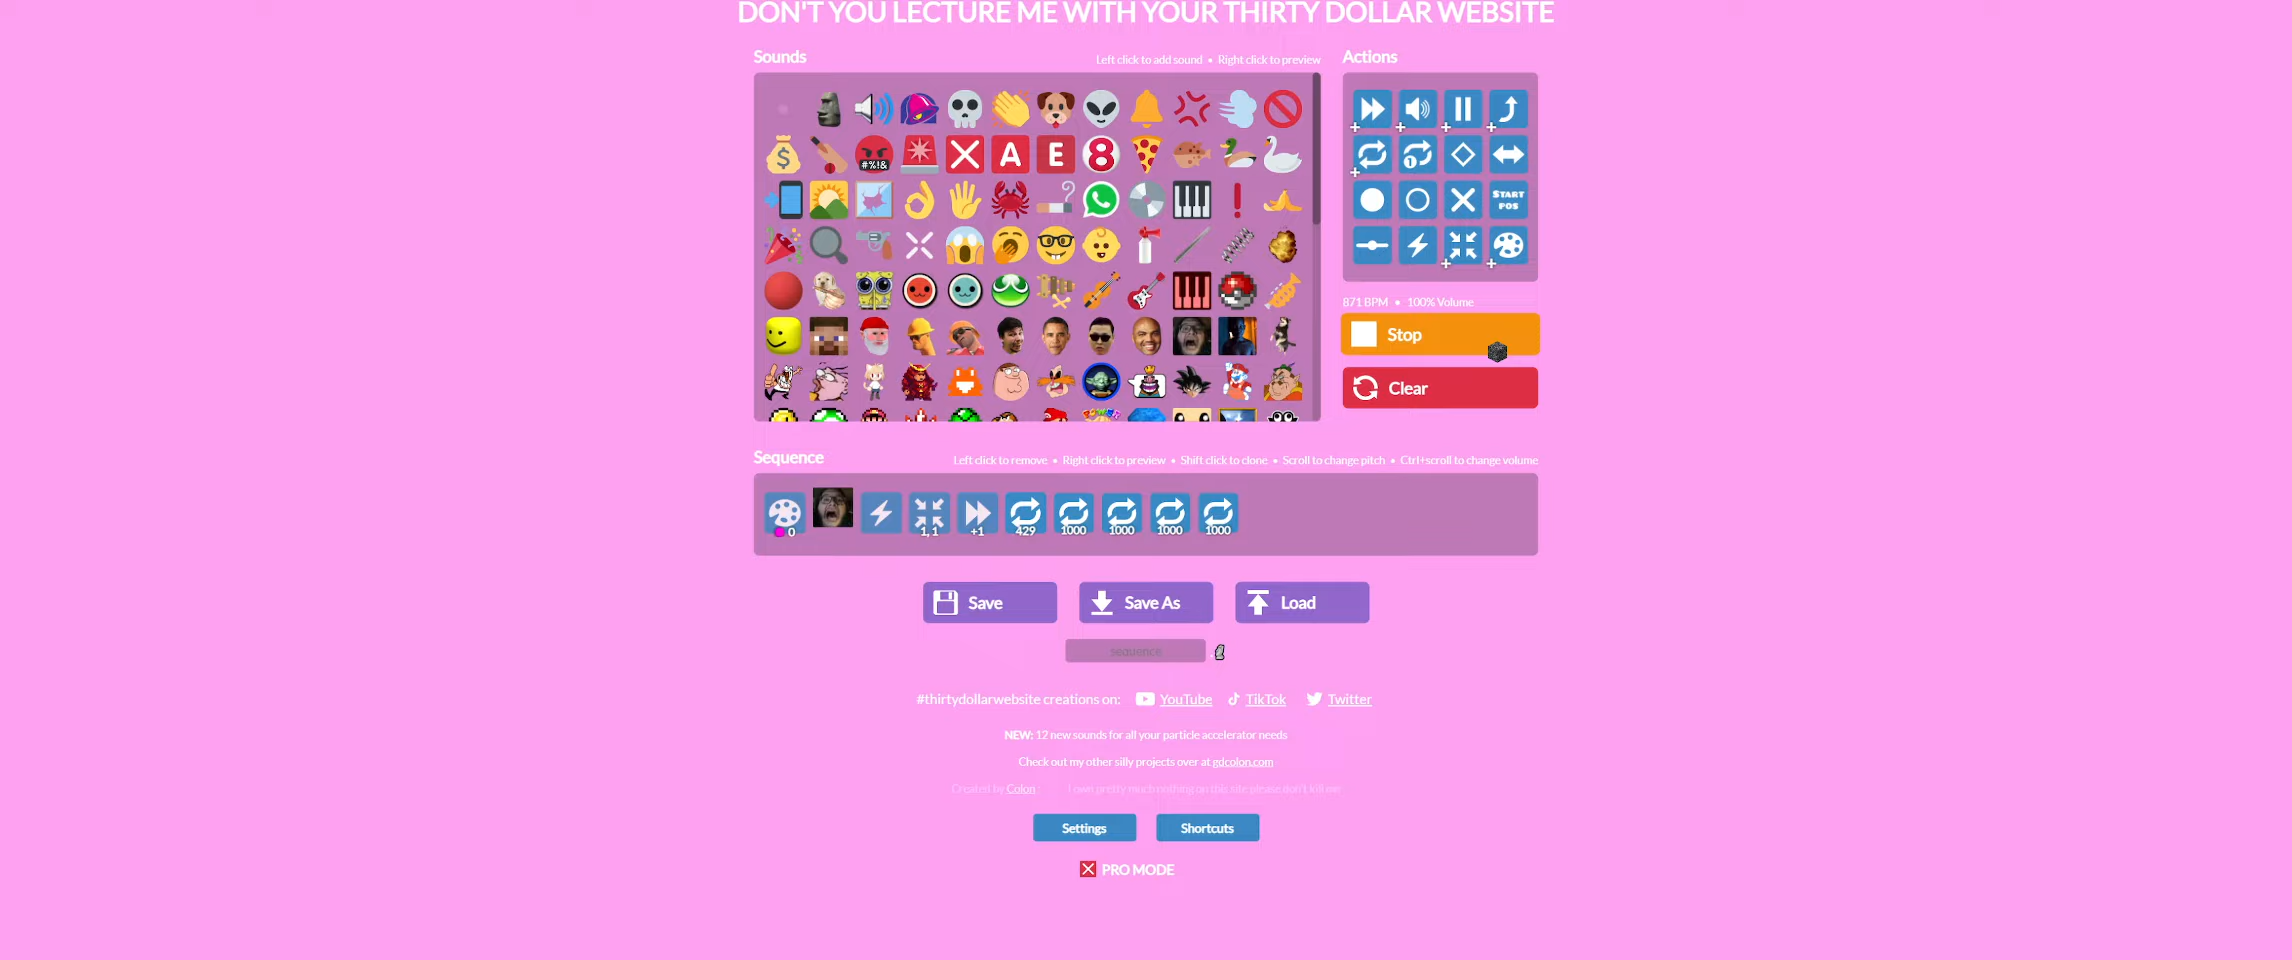 DON'T YOU LECTURE ME WITH YOUR THIRTY DOLLAR WEBSITE
Sounds
Left click to add sound • Right click to preview
Actions
#%!&
A
E
8
1
START
POS
871 BPM • 100% Volume
Stop
Clear
Sequence
Left click to remove • Right click to preview • Shift click to clone • Scroll to change pitch • Ctrl+scroll to change volume
0
1, 1
+1
429
1000
1000
1000
1000
Save
Save As
Load
sequence
#thirtydollarwebsite creations on: YouTube TikTok Twitter
NEW: 12 new sounds for all your particle accelerator needs
Check out my other silly projects over at gdcolon.com
Created by Colon
I own pretty much nothing on this site please don't kill me
Settings
Shortcuts
PRO MODE